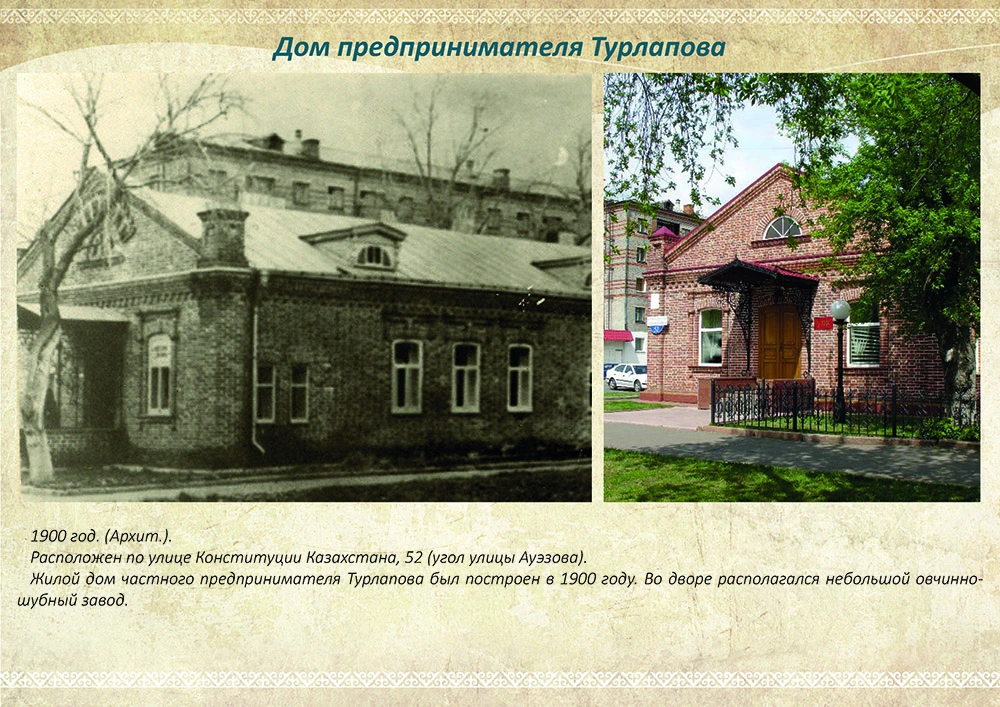 Дом предпринимателя Турлапова
52
1900 год. (Архит.).
Расположен по улице Конституции Казахстана, 52 (угол улицы Ауэзова).
Жилой дом частного предпринимателя Турлапова был построен в 1900 году. Во дворе располагался небольшой овчинно-
шубный завод.